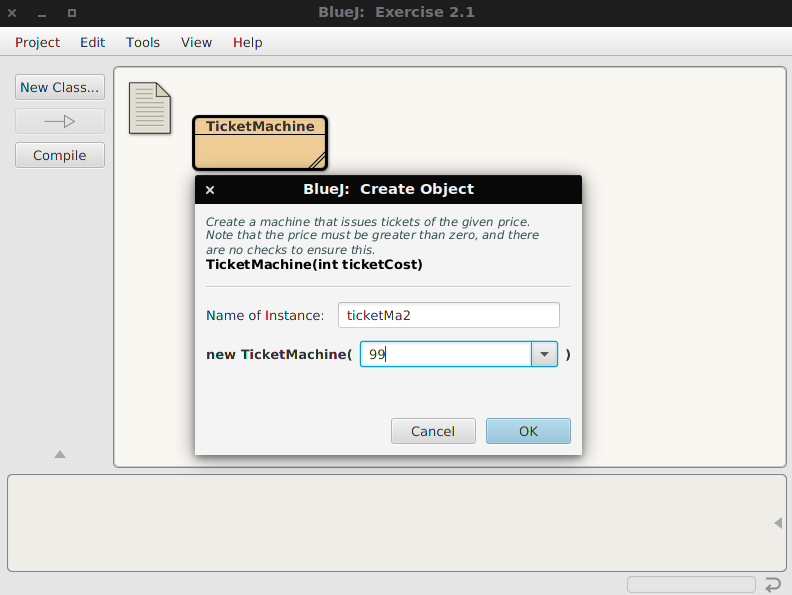 BlueJ: Exercise 2.1
Project Edit Tools View Help
New Class...
Compile
TicketMachine
BlueJ: Create Object
Create a machine that issues tickets of the given price.
Note that the price must be greater than zero, and there
are no checks to ensure this.
TicketMachine(int ticketCost)
Name of Instance: ticketMa2
new TicketMachine( 99 )
Cancel OK